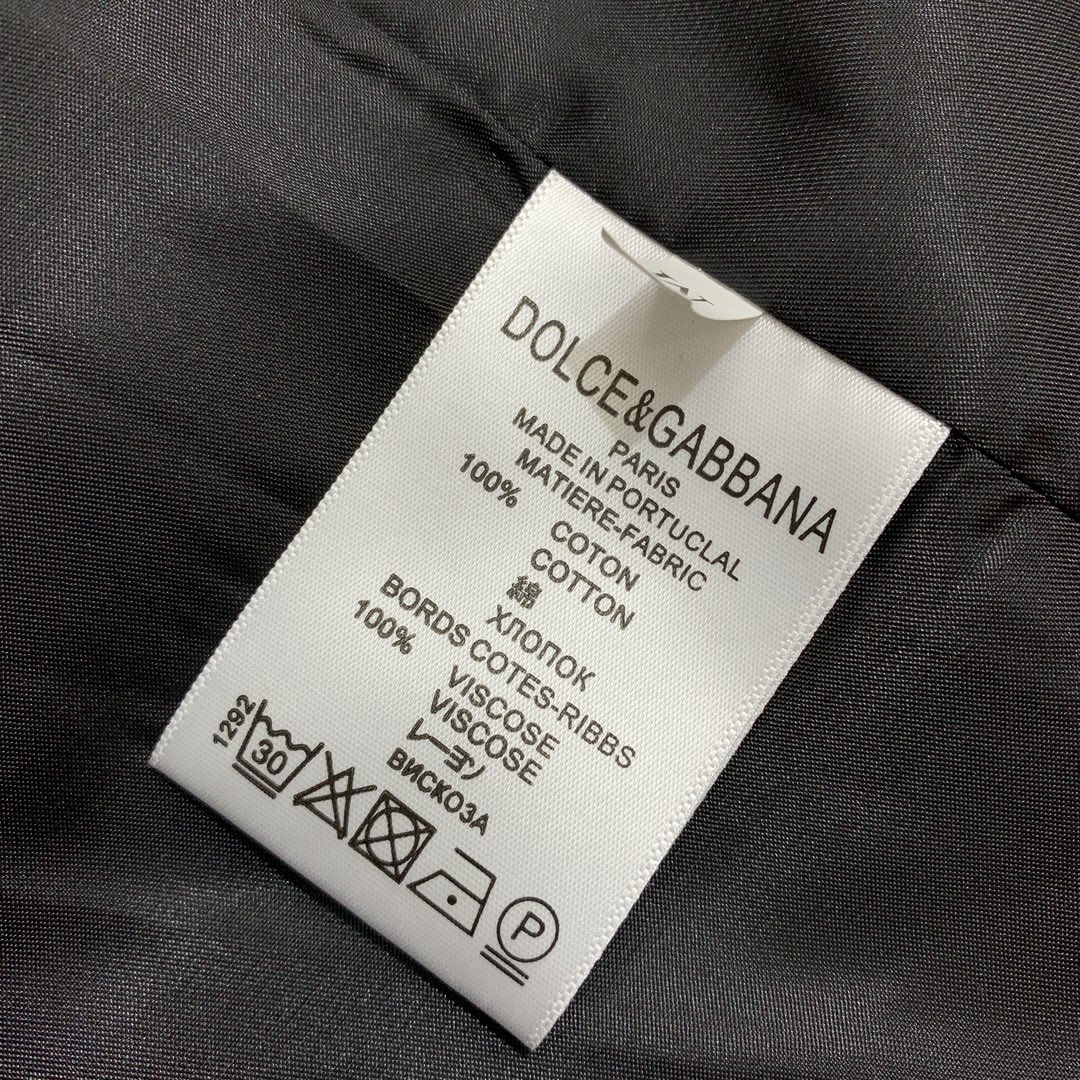 DOLCE&GABBANA
PARIS
MADE IN PORTUCLAL
MATIERE-FABRIC
100%
COTON
COTTON
綿
ХЛОПОК
BORDS COTES-RIBBS
100%
VISCOSE
VISCOSE
レーヨン
ВИСКОЗА
1292
30
P